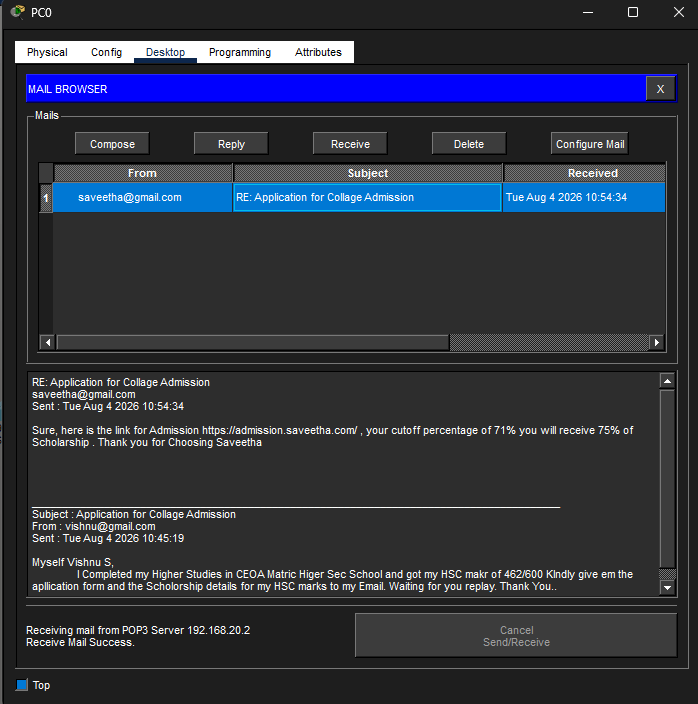 PC0
Physical Config Desktop Programming Attributes
MAIL BROWSER X
Mails
Compose Reply Receive Delete Configure Mail
From Subject Received
1 saveetha@gmail.com RE: Application for Collage Admission Tue Aug 4 2026 10:54:34
RE: Application for Collage Admission
saveetha@gmail.com
Sent : Tue Aug 4 2026 10:54:34
Sure, here is the link for Admission https://admission.saveetha.com/ , your cutoff percentage of 71% you will receive 75% of
Scholarship . Thank you for Choosing Saveetha
Subject : Application for Collage Admission
From : vishnu@gmail.com
Sent : Tue Aug 4 2026 10:45:19
Myself Vishnu S,
I Completed my Higher Studies in CEOA Matric Higer Sec School and got my HSC makr of 462/600 KIndly give em the
apllication form and the Scholorship details for my HSC marks to my Email. Waiting for you replay. Thank You..
Receiving mail from POP3 Server 192.168.20.2
Receive Mail Success.
Cancel
Send/Receive
Top